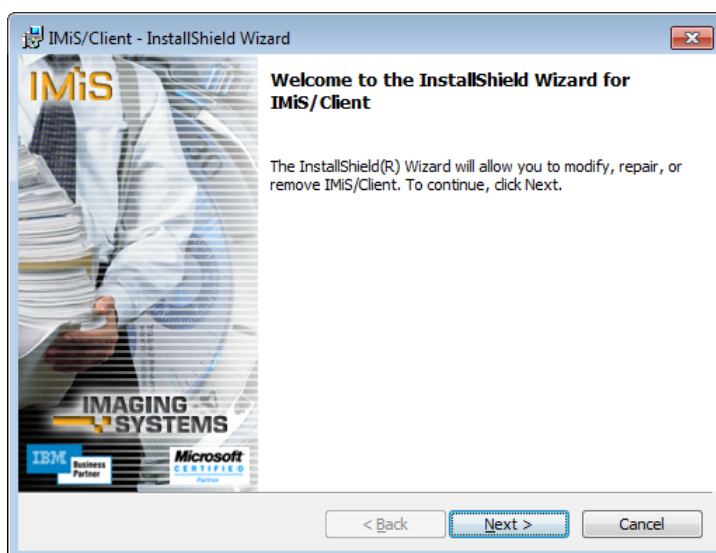 IMiS/Client - InstallShield Wizard
IMiS
Welcome to the InstallShield Wizard for
IMiS/Client
The InstallShield(R) Wizard will allow you to modify, repair, or
remove IMiS/Client. To continue, click Next.
IMAGING
SYSTEMS
IBM Business
Partner
Microsoft
CERTIFIED
Partner
< Back
Next >
Cancel